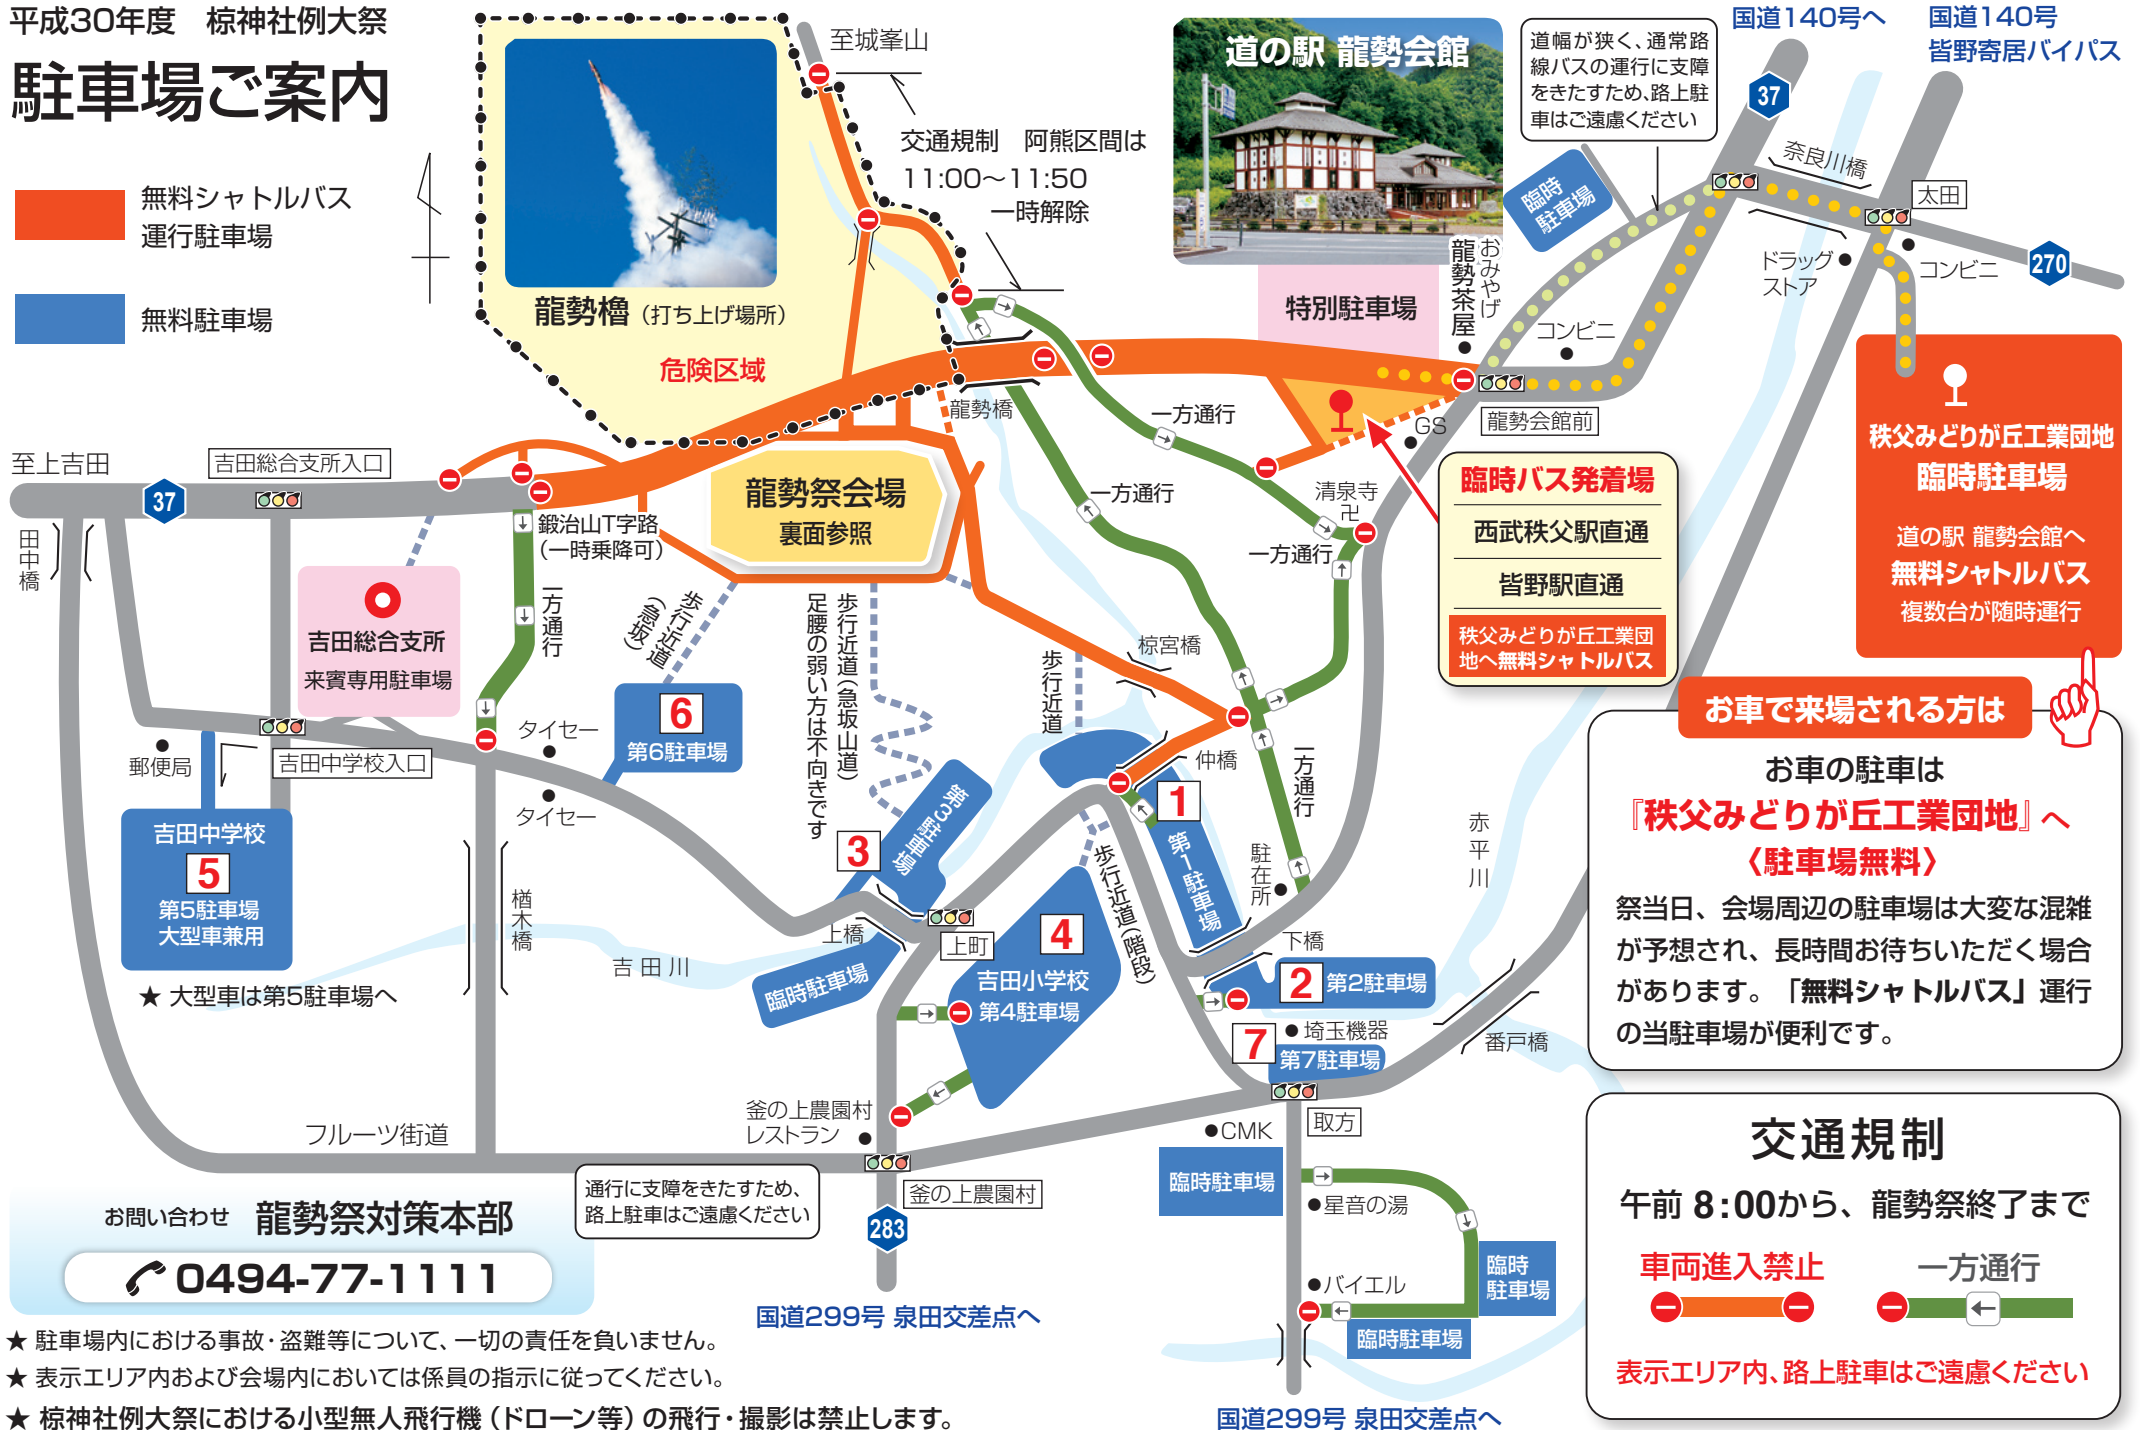 平成30年度　椋神社例大祭
駐車場ご案内
無料シャトルバス
運行駐車場
無料駐車場
龍勢櫓（打ち上げ場所）
危険区域
至城峯山
交通規制　阿熊区間は
11:00～11:50
一時解除
道の駅 龍勢会館
特別駐車場
龍勢茶屋
おみやげ
道幅が狭く、通常路
線バスの運行に支障
をきたすため、路上駐
車はご遠慮ください
国道140号へ
国道140号
皆野寄居バイパス
37
臨時
駐車場
奈良川橋
太田
ドラッグ
ストア
コンビニ
270
コンビニ
龍勢会館前
GS
秩父みどりが丘工業団地
臨時駐車場
道の駅 龍勢会館へ
無料シャトルバス
複数台が随時運行
臨時バス発着場
西武秩父駅直通
皆野駅直通
秩父みどりが丘工業団
地へ無料シャトルバス
お車で来場される方は
お車の駐車は
『秩父みどりが丘工業団地』へ
〈駐車場無料〉
祭当日、会場周辺の駐車場は大変な混雑
が予想され、長時間お待ちいただく場合
があります。「無料シャトルバス」運行
の当駐車場が便利です。
交通規制
午前 8:00から、龍勢祭終了まで
車両進入禁止
一方通行
表示エリア内、路上駐車はご遠慮ください
至上吉田
吉田総合支所入口
37
田中橋
鍛治山T字路
（一時乗降可）
龍勢祭会場
裏面参照
龍勢橋
一方通行
一方通行
清泉寺
卍
一方通行
吉田総合支所
来賓専用駐車場
一方通行
歩行近道
（急坂）
歩行近道（急坂山道）
足腰の弱い方は不向きです
歩行近道
椋宮橋
仲橋
一方通行
6
第6駐車場
タイセー
タイセー
郵便局
吉田中学校入口
吉田中学校
5
第5駐車場
大型車兼用
★ 大型車は第5駐車場へ
楢木橋
吉田川
3
第3駐車場
上橋
上町
臨時駐車場
1
第1駐車場
歩行近道（階段）
駐在所
赤平川
4
吉田小学校
第4駐車場
下橋
2
第2駐車場
7
埼玉機器
第7駐車場
番戸橋
取方
CMK
臨時駐車場
星音の湯
バイエル
臨時
駐車場
臨時駐車場
国道299号 泉田交差点へ
フルーツ街道
釜の上農園村
レストラン
釜の上農園村
283
国道299号 泉田交差点へ
通行に支障をきたすため、
路上駐車はご遠慮ください
お問い合わせ　龍勢祭対策本部
0494-77-1111
★ 駐車場内における事故・盗難等について、一切の責任を負いません。
★ 表示エリア内および会場内においては係員の指示に従ってください。
★ 椋神社例大祭における小型無人飛行機（ドローン等）の飛行・撮影は禁止します。